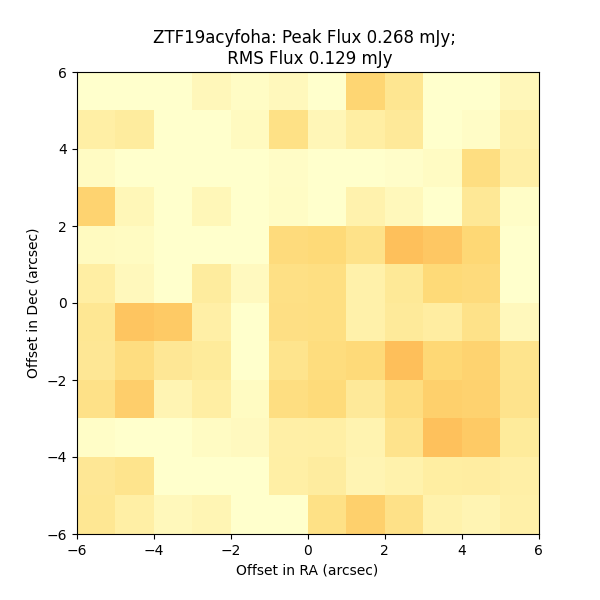 ZTF19acyfoha: Peak Flux 0.268 mJy;
RMS Flux 0.129 mJy
6
4
2
0
−2
−4
−6
Offset in Dec (arcsec)
−6 −4 −2 0 2 4 6
Offset in RA (arcsec)